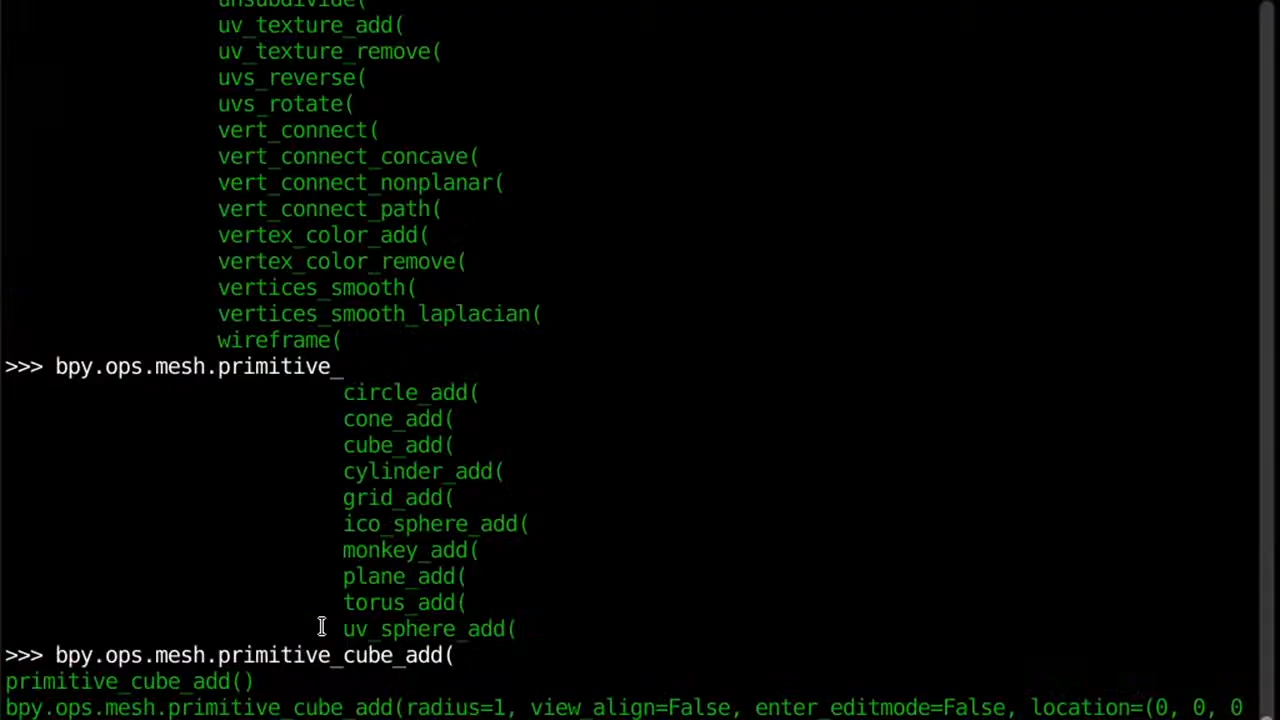 unsubdivide(
uv_texture_add(
uv_texture_remove(
uvs_reverse(
uvs_rotate(
vert_connect(
vert_connect_concave(
vert_connect_nonplanar(
vert_connect_path(
vertex_color_add(
vertex_color_remove(
vertices_smooth(
vertices_smooth_laplacian(
wireframe(
>>> bpy.ops.mesh.primitive_
circle_add(
cone_add(
cube_add(
cylinder_add(
grid_add(
ico_sphere_add(
monkey_add(
plane_add(
torus_add(
uv_sphere_add(
>>> bpy.ops.mesh.primitive_cube_add(
primitive_cube_add()
bpy.ops.mesh.primitive_cube_add(radius=1, view_align=False, enter_editmode=False, location=(0, 0, 0